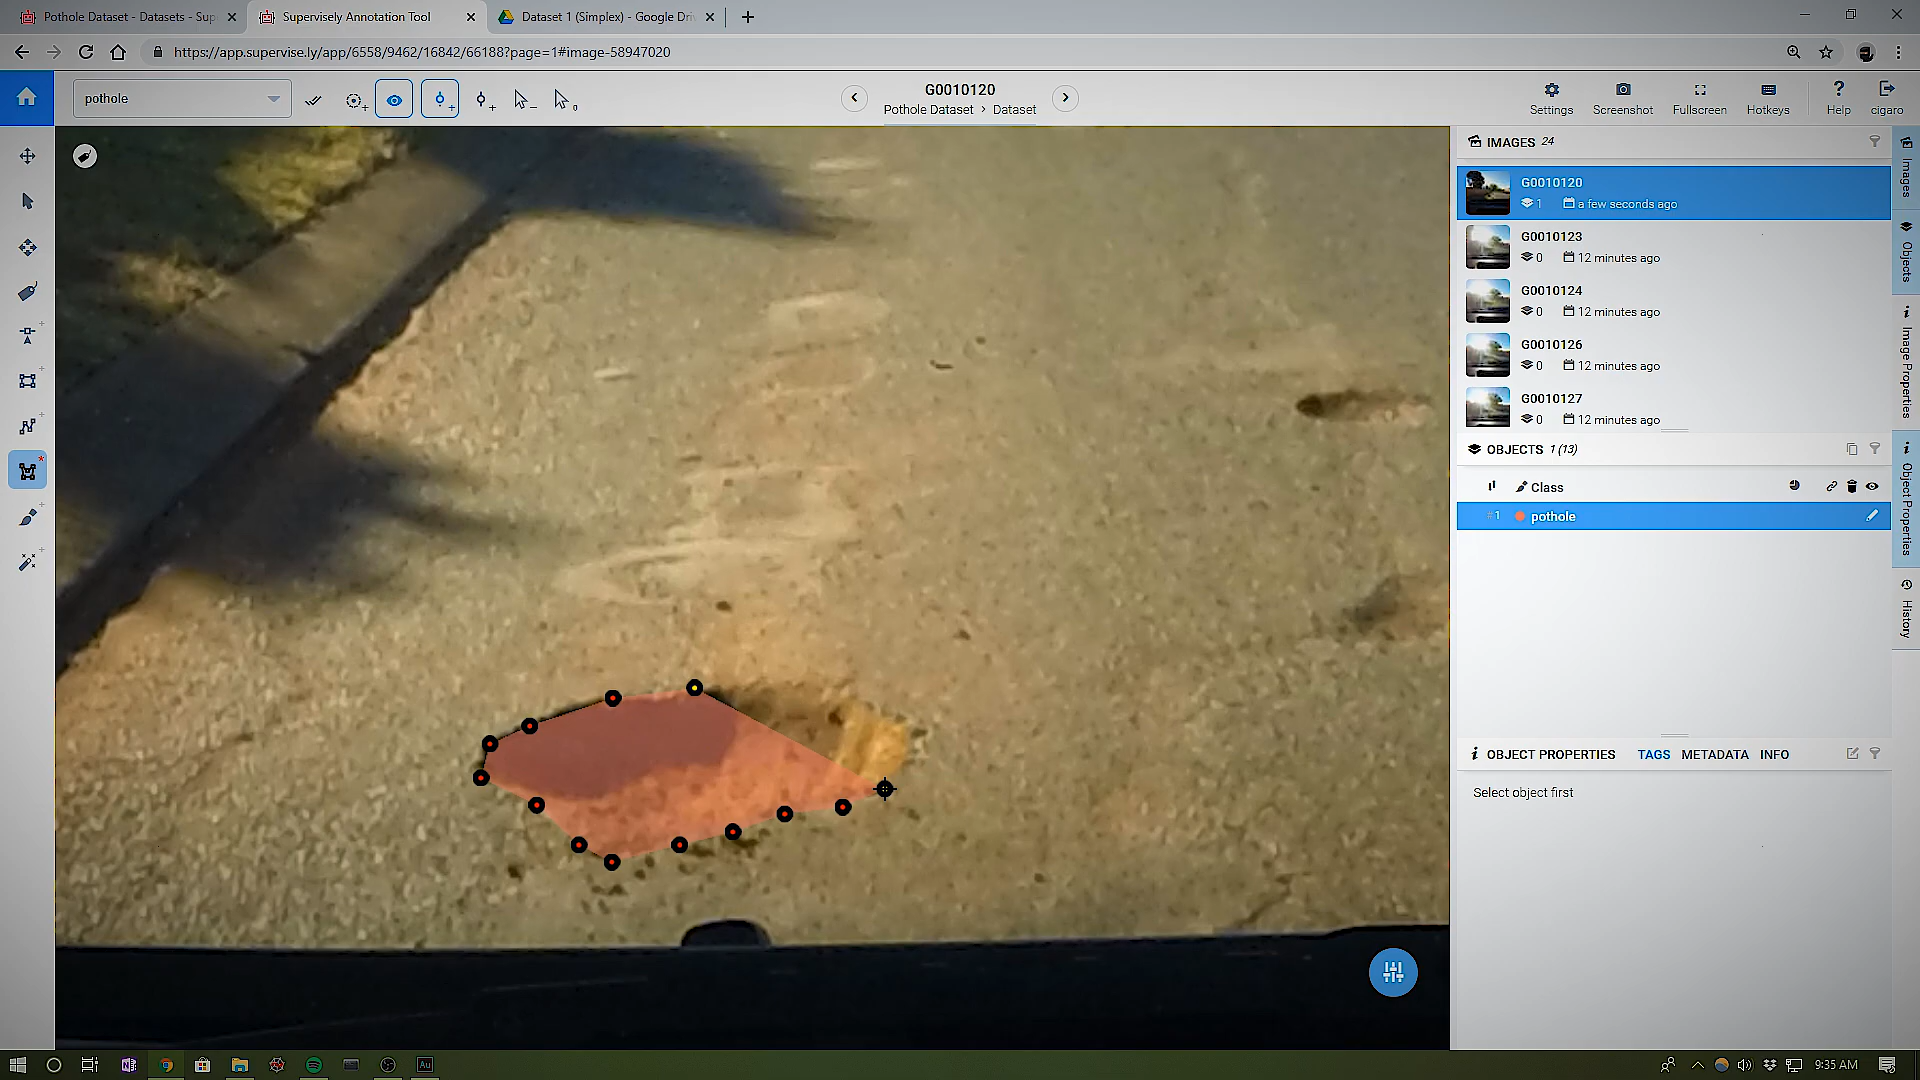 Pothole Dataset - Datasets - Sup
Supervisely Annotation Tool
Dataset 1 (Simplex) - Google Dri
https://app.supervise.ly/app/6558/9462/16842/66188?page=1#image-58947020
pothole
G0010120
Pothole Dataset > Dataset
Settings
Screenshot
Fullscreen
Hotkeys
Help
cigaro
IMAGES 24
G0010120
1 a few seconds ago
G0010123
0 12 minutes ago
G0010124
0 12 minutes ago
G0010126
0 12 minutes ago
G0010127
0 12 minutes ago
OBJECTS 1 (13)
Class
#1 pothole
OBJECT PROPERTIES TAGS METADATA INFO
Select object first
Images
Objects
Image Properties
Object Properties
History
Au
9:35 AM